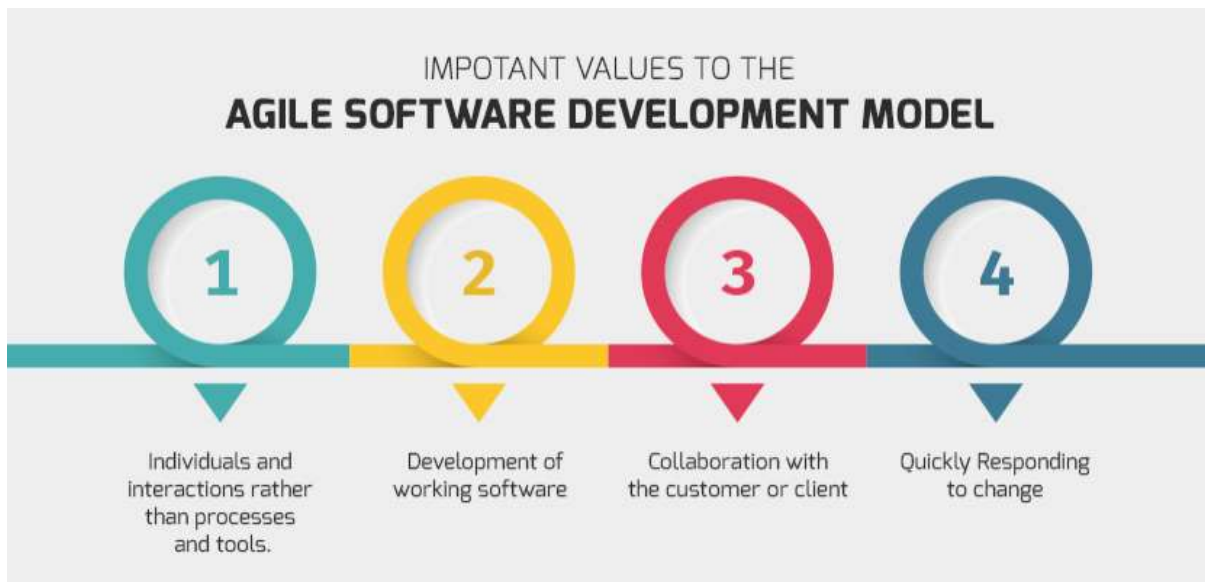 IMPOTANT VALUES TO THE
AGILE SOFTWARE DEVELOPMENT MODEL
1
2
3
4
Individuals and
interactions rather
than processes
and tools.
Development of
working software
Collaboration with
the customer or client
Quickly Responding
to change